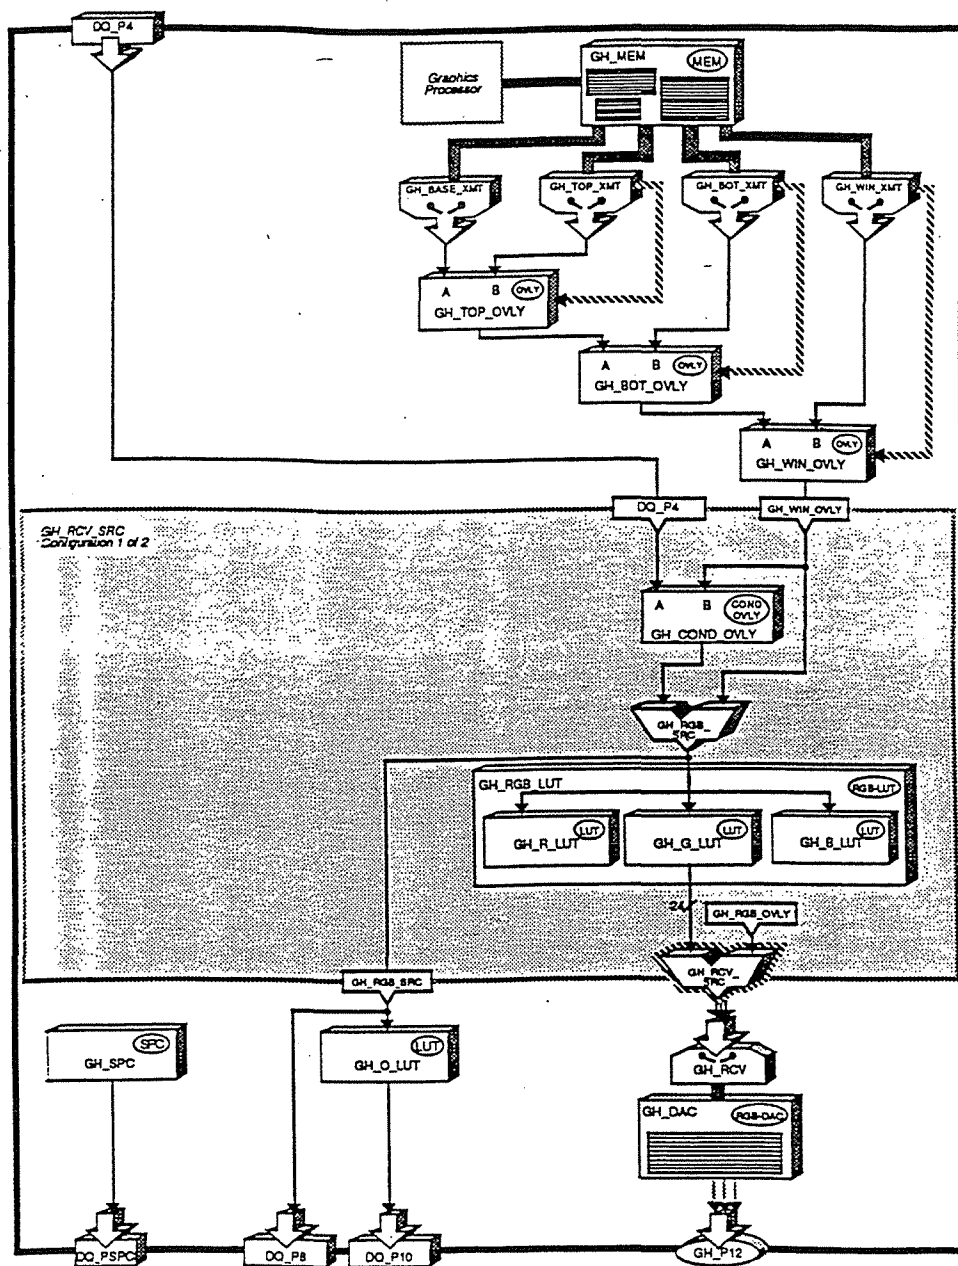 DQ_P4
Graphics
Processor
GH_MEM
MEM
GH_BASE_XMT
GH_TOP_XMT
GH_BOT_XMT
GH_WIN_XMT
A
B
OVLY
GH_TOP_OVLY
A
B
OVLY
GH_BOT_OVLY
A
B
OVLY
GH_WIN_OVLY
DQ_P4
GH_WIN_OVLY
GH_RCV_SRC
Configuration 1 of 2
A
B
COND
OVLY
GH_COND_OVLY
GH_RGB_
SRC
GH_RGB_LUT
RGB-LUT
LUT
GH_R_LUT
LUT
GH_G_LUT
LUT
GH_B_LUT
24
GH_RGB_OVLY
GH_RCV_
SRC
GH_RGB_SRC
SPC
GH_SPC
LUT
GH_O_LUT
GH_RCV
GH_DAC
RGB-DAC
DQ_PSPC
DQ_P8
DQ_P10
GH_P12